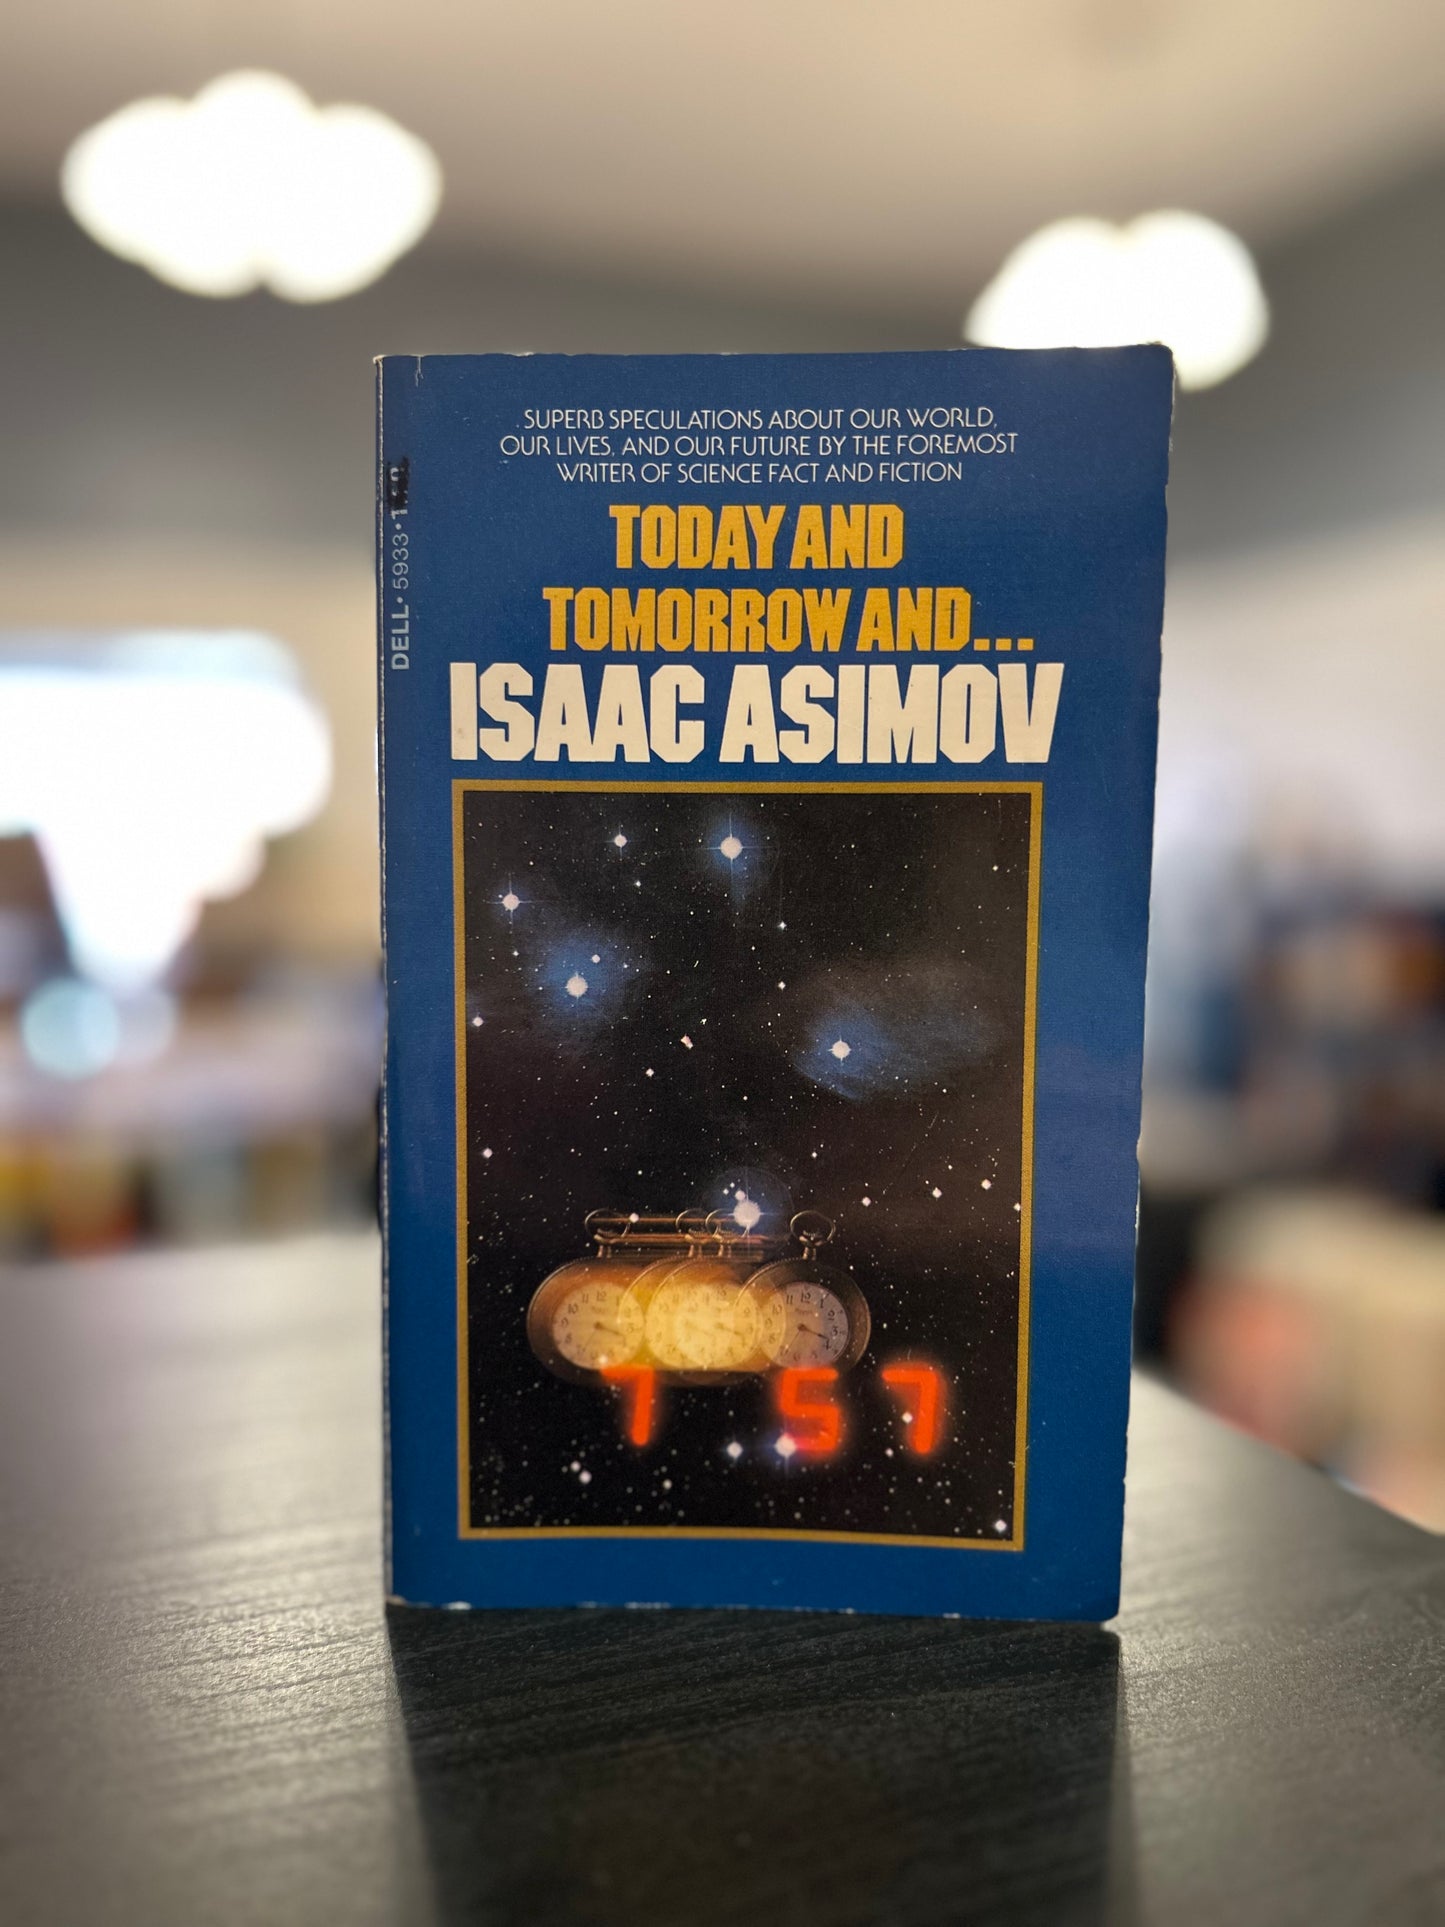 SUPERB SPECULATIONS ABOUT OUR WORLD,
OUR LIVES, AND OUR FUTURE BY THE FOREMOST
WRITER OF SCIENCE FACT AND FICTION
TODAY AND
TOMORROW AND...
ISAAC ASIMOV
DELL • 5933 •
7 57